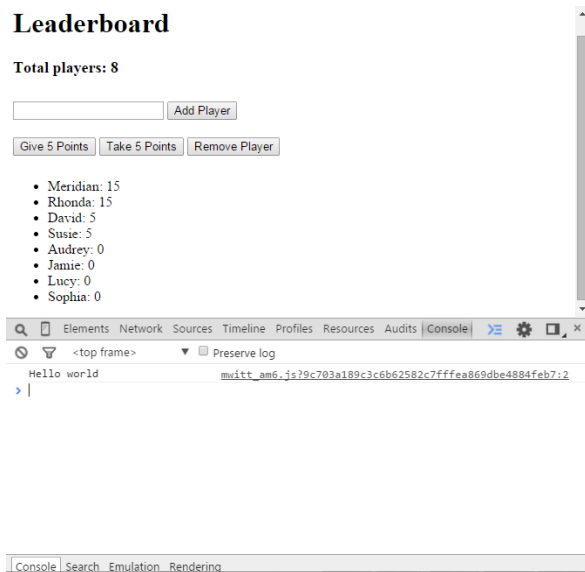 Leaderboard
Total players: 8
Add Player
Give 5 Points Take 5 Points Remove Player
Meridian: 15
Rhonda: 15
David: 5
Susie: 5
Audrey: 0
Jamie: 0
Lucy: 0
Sophia: 0
Elements Network Sources Timeline Profiles Resources Audits Console
<top frame> Preserve log
Hello world mwitt_am6.js?9c703a189c3c6b62582c7fffea869dbe4884feb7:2
Console Search Emulation Rendering